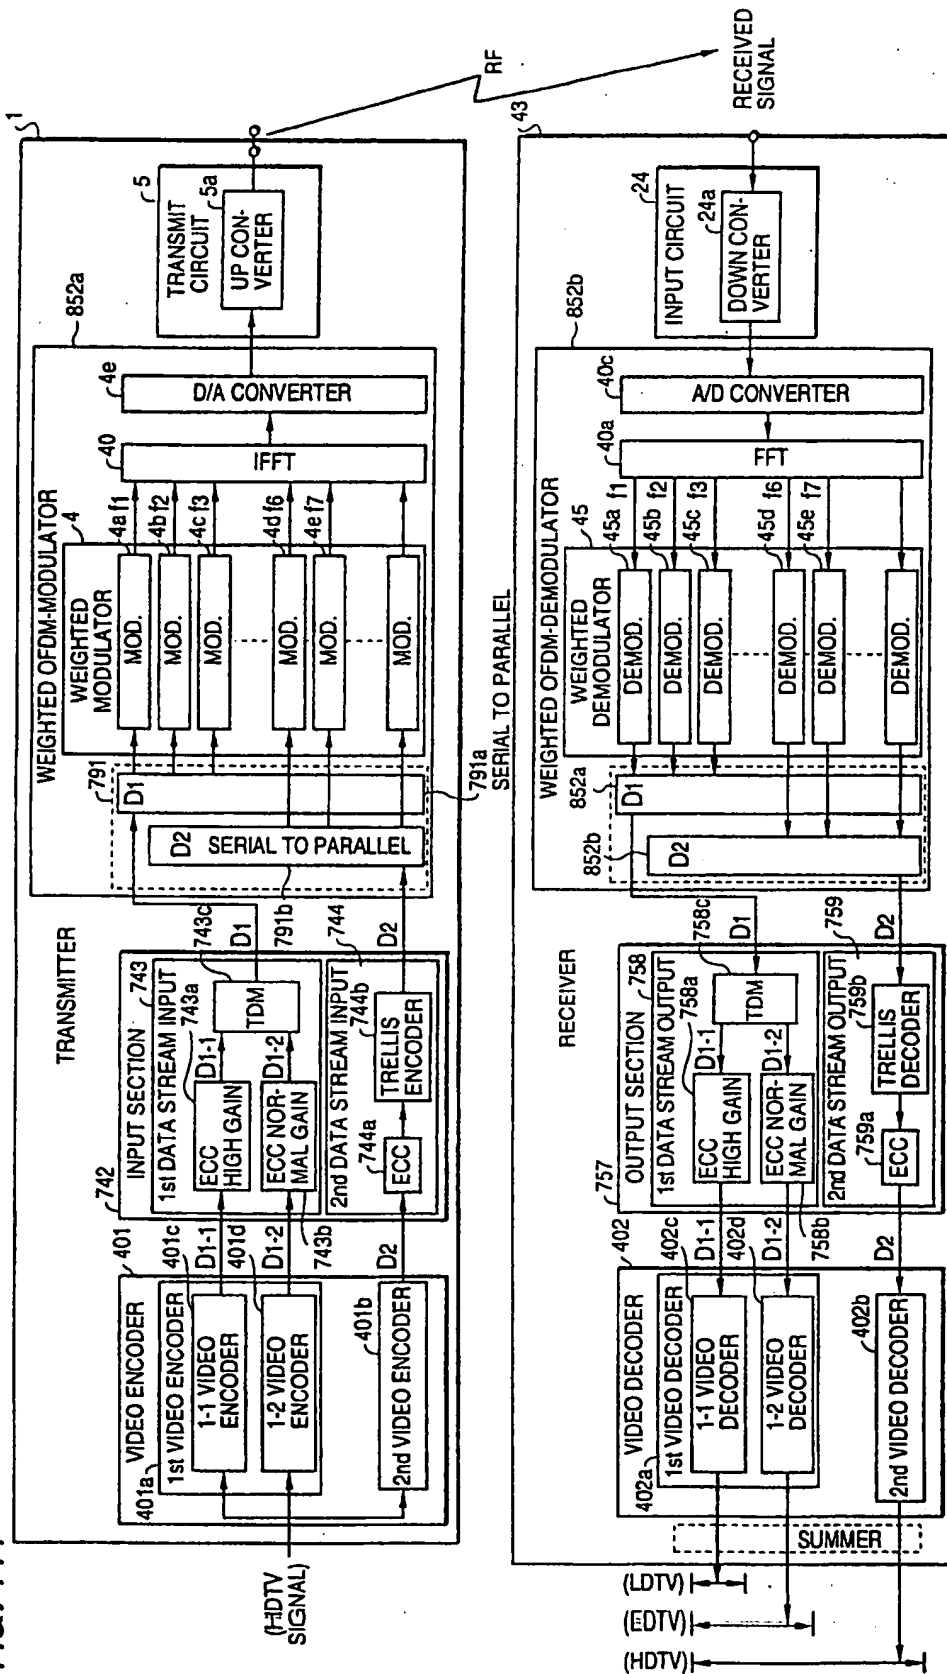 TRANSMITTER
1
(HDTV
SIGNAL)
VIDEO ENCODER
401
401a
1st VIDEO ENCODER
401c
1-1 VIDEO
ENCODER
401d
1-2 VIDEO
ENCODER
401b
2nd VIDEO ENCODER
D1-1
D1-2
D2
742
INPUT SECTION
743
1st DATA STREAM INPUT
743a
ECC
HIGH GAIN
D1-1
743c
TDM
ECC NOR-
MAL GAIN
D1-2
743b
744
2nd DATA STREAM INPUT
744a
ECC
744b
TRELLIS
ENCODER
D1
D2
WEIGHTED OFDM-MODULATOR
852a
791
D1
D2
SERIAL TO PARALLEL
791b
791a
SERIAL TO PARALLEL
WEIGHTED
MODULATOR
4
MOD.
MOD.
MOD.
MOD.
MOD.
MOD.
4a f1
4b f2
4c f3
4d f6
4e f7
40
IFFT
4e
D/A CONVERTER
5
TRANSMIT
CIRCUIT
5a
UP CON-
VERTER
RF
RECEIVED
SIGNAL
RECEIVER
43
(LDTV)
(EDTV)
(HDTV)
SUMMER
VIDEO DECODER
402
402a
1st VIDEO DECODER
402c
1-1 VIDEO
DECODER
402d
1-2 VIDEO
DECODER
402b
2nd VIDEO DECODER
D1-1
D1-2
D2
757
OUTPUT SECTION
758
1st DATA STREAM OUTPUT
758a
ECC
HIGH GAIN
D1-1
758c
TDM
ECC NOR-
MAL GAIN
D1-2
758b
759
2nd DATA STREAM OUTPUT
759a
ECC
759b
TRELLIS
DECODER
D1
D2
WEIGHTED OFDM-DEMODULATOR
852b
852a
D1
852b
D2
WEIGHTED
DEMODULATOR
45
DEMOD.
DEMOD.
DEMOD.
DEMOD.
DEMOD.
DEMOD.
45a f1
45b f2
45c f3
45d f6
45e f7
40a
FFT
40c
A/D CONVERTER
24
INPUT CIRCUIT
24a
DOWN CON-
VERTER